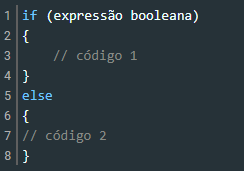 1 if (expressão booleana)
2 {
3     // código 1
4 }
5 else
6 {
7 // código 2
8 }